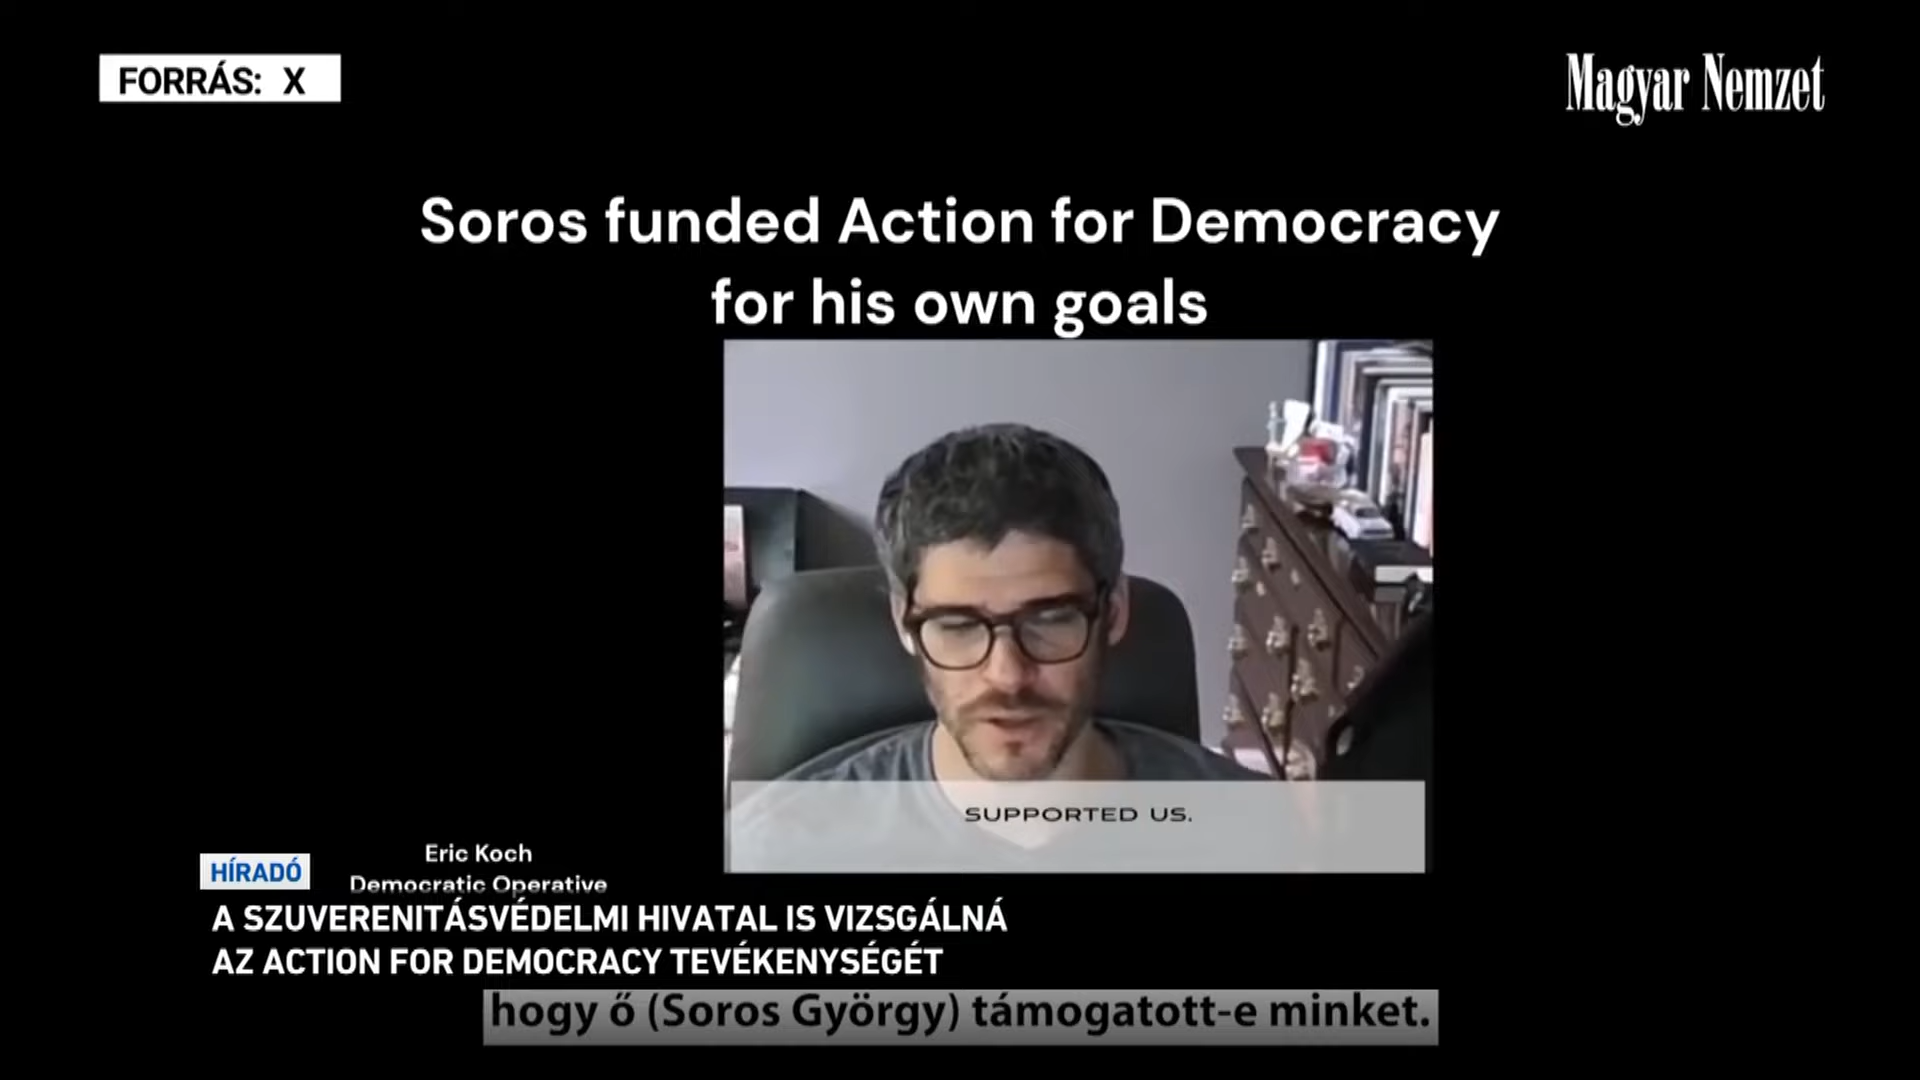 FORRÁS: X
Magyar Nemzet
Soros funded Action for Democracy
for his own goals
SUPPORTED US.
Eric Koch
Democratic Operative
HÍRADÓ
A SZUVERENITÁSVÉDELMI HIVATAL IS VIZSGÁLNÁ
AZ ACTION FOR DEMOCRACY TEVÉKENYSÉGÉT
hogy ő (Soros György) támogatott-e minket.